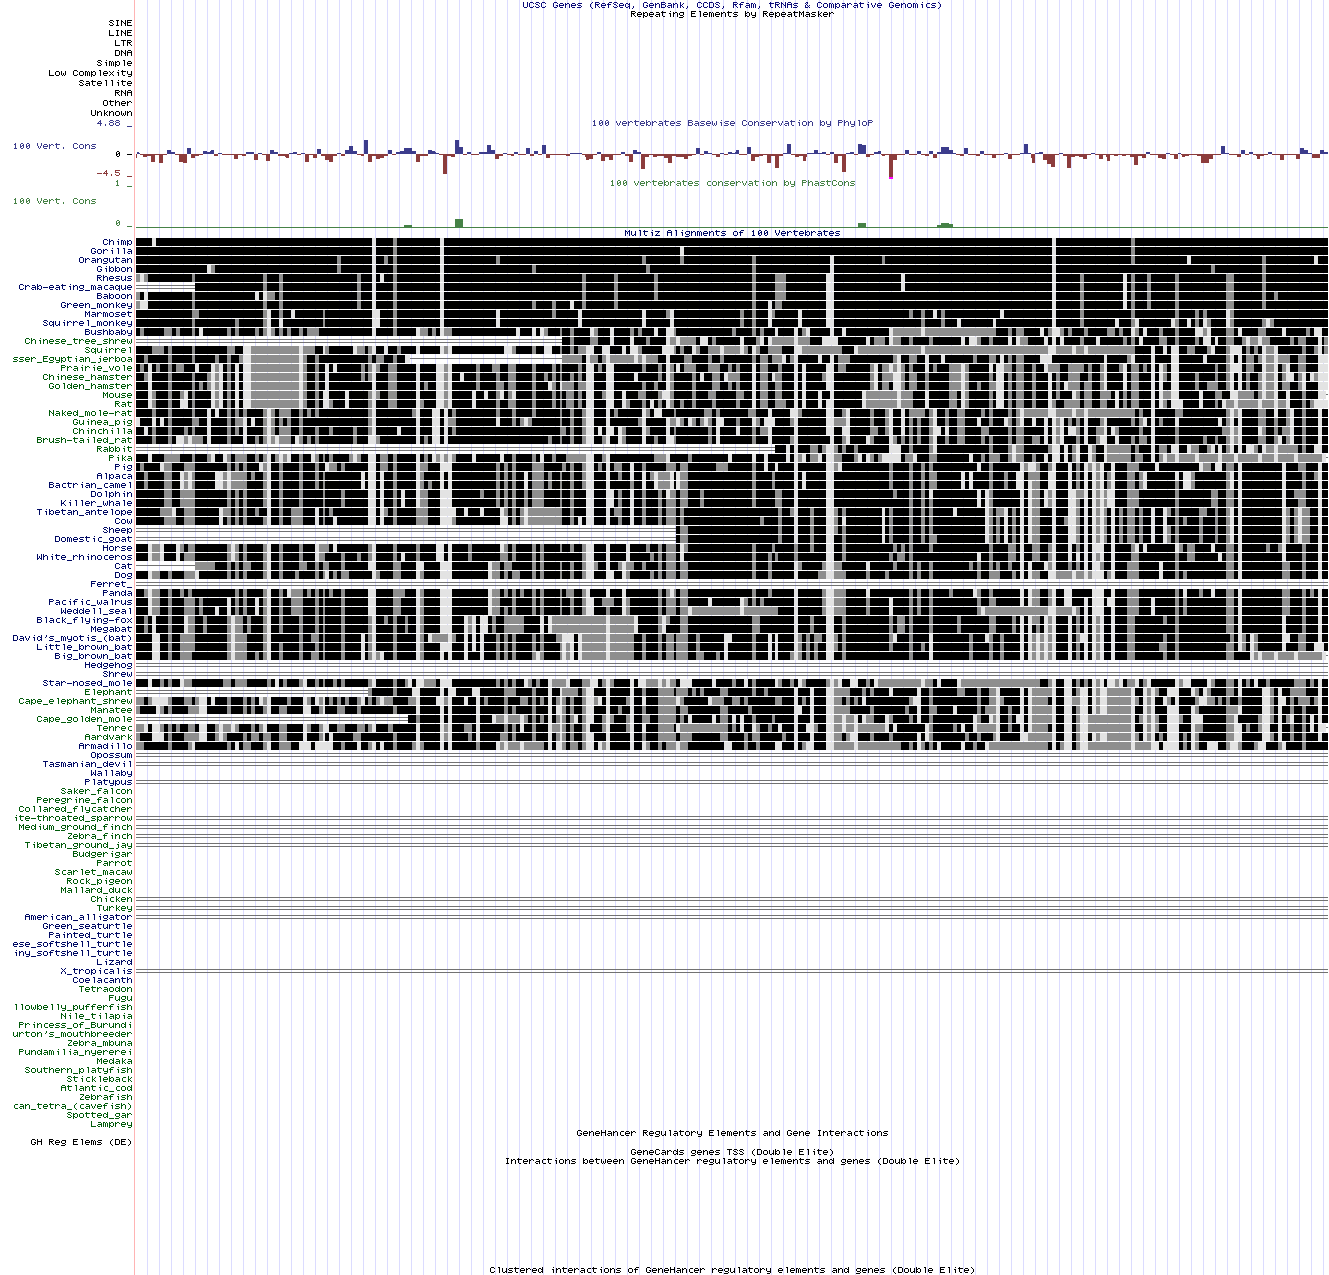 UCSC Genes (RefSeq, GenBank, CCDS, Rfam, tRNAs & Comparative Genomics)
Repeating Elements by RepeatMasker
SINE
LINE
LTR
DNA
Simple
Low Complexity
Satellite
RNA
Other
Unknown
4.88 _
100 vertebrates Basewise Conservation by PhyloP
100 Vert. Cons
0 _
-4.5 _
1 _
100 vertebrates conservation by PhastCons
100 Vert. Cons
0 _
Multiz Alignments of 100 Vertebrates
Chimp
Gorilla
Orangutan
Gibbon
Rhesus
Crab-eating_macaque
Baboon
Green_monkey
Marmoset
Squirrel_monkey
Bushbaby
Chinese_tree_shrew
Squirrel
sser_Egyptian_jerboa
Prairie_vole
Chinese_hamster
Golden_hamster
Mouse
Rat
Naked_mole-rat
Guinea_pig
Chinchilla
Brush-tailed_rat
Rabbit
Pika
Pig
Alpaca
Bactrian_camel
Dolphin
Killer_whale
Tibetan_antelope
Cow
Sheep
Domestic_goat
Horse
White_rhinoceros
Cat
Dog
Ferret_
Panda
Pacific_walrus
Weddell_seal
Black_flying-fox
Megabat
David's_myotis_(bat)
Little_brown_bat
Big_brown_bat
Hedgehog
Shrew
Star-nosed_mole
Elephant
Cape_elephant_shrew
Manatee
Cape_golden_mole
Tenrec
Aardvark
Armadillo
Opossum
Tasmanian_devil
Wallaby
Platypus
Saker_falcon
Peregrine_falcon
Collared_flycatcher
ite-throated_sparrow
Medium_ground_finch
Zebra_finch
Tibetan_ground_jay
Budgerigar
Parrot
Scarlet_macaw
Rock_pigeon
Mallard_duck
Chicken
Turkey
American_alligator
Green_seaturtle
Painted_turtle
ese_softshell_turtle
iny_softshell_turtle
Lizard
X_tropicalis
Coelacanth
Tetraodon
Fugu
llowbelly_pufferfish
Nile_tilapia
Princess_of_Burundi
urton's_mouthbreeder
Zebra_mbuna
Pundamilia_nyererei
Medaka
Southern_platyfish
Stickleback
Atlantic_cod
Zebrafish
can_tetra_(cavefish)
Spotted_gar
Lamprey
GeneHancer Regulatory Elements and Gene Interactions
GH Reg Elems (DE)
GeneCards genes TSS (Double Elite)
Interactions between GeneHancer regulatory elements and genes (Double Elite)
Clustered interactions of GeneHancer regulatory elements and genes (Double Elite)